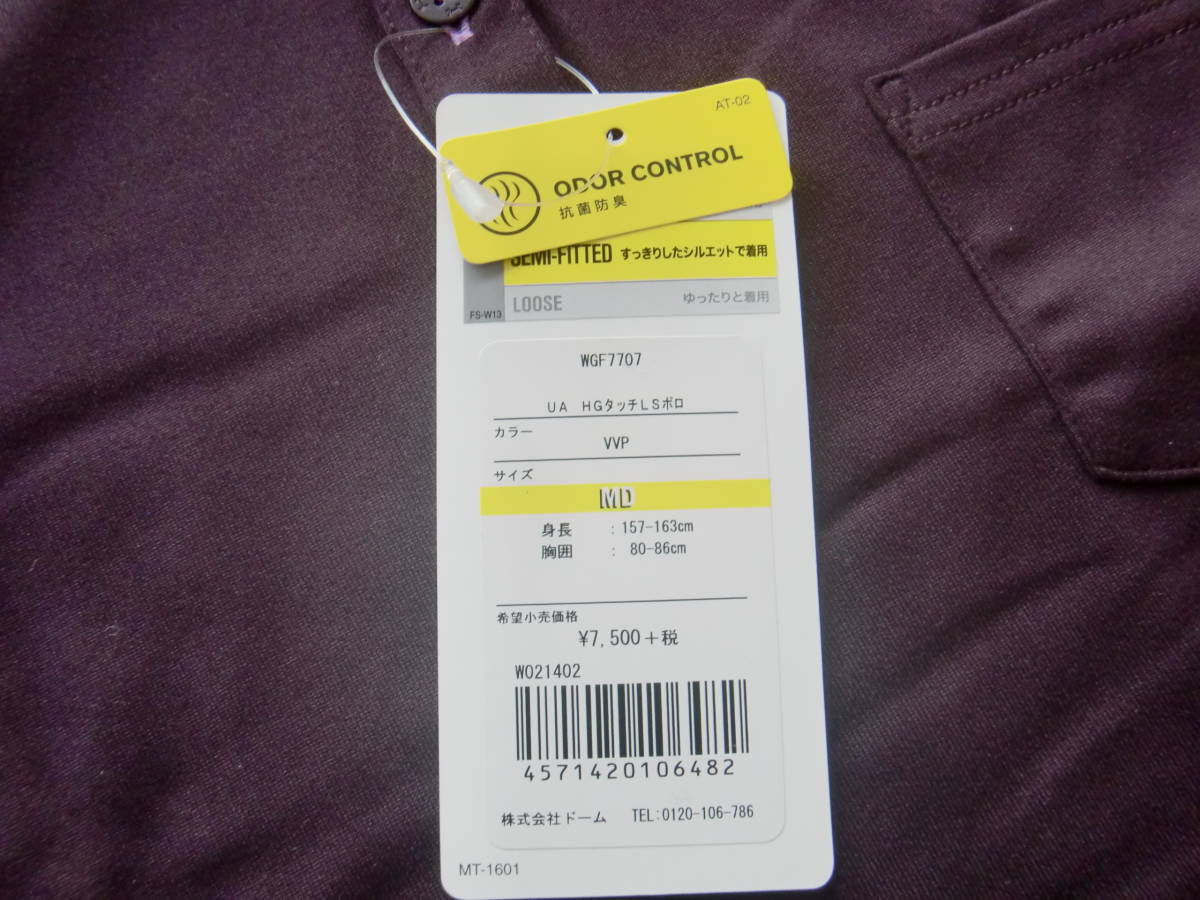 AT-02
ODOR CONTROL
抗菌防臭
SEMI-FITTED すっきりしたシルエットで着用
LOOSE ゆったりと着用
FS-W13
WGF7707
UA HGタッチLSポロ
カラー
VVP
サイズ
MD
身長 : 157-163cm
胸囲 : 80-86cm
希望小売価格
¥7,500+税
W021402
4571420106482
株式会社ドーム TEL:0120-106-786
MT-1601